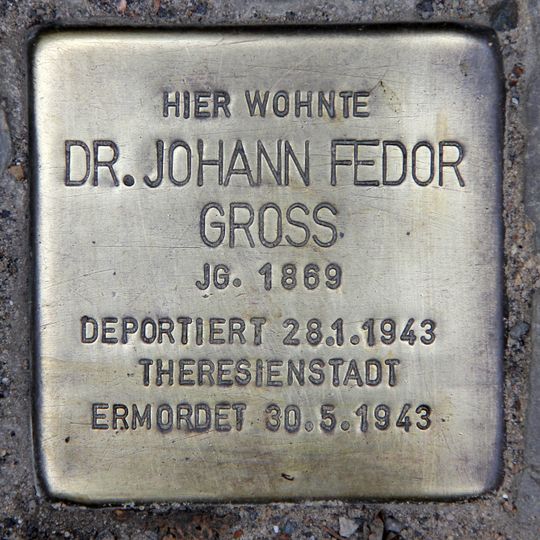 HIER WOHNTE
DR. JOHANN FEDOR
GROSS
JG. 1869
DEPORTIERT 28.1.1943
THERESIENSTADT
ERMORDET 30.5.1943